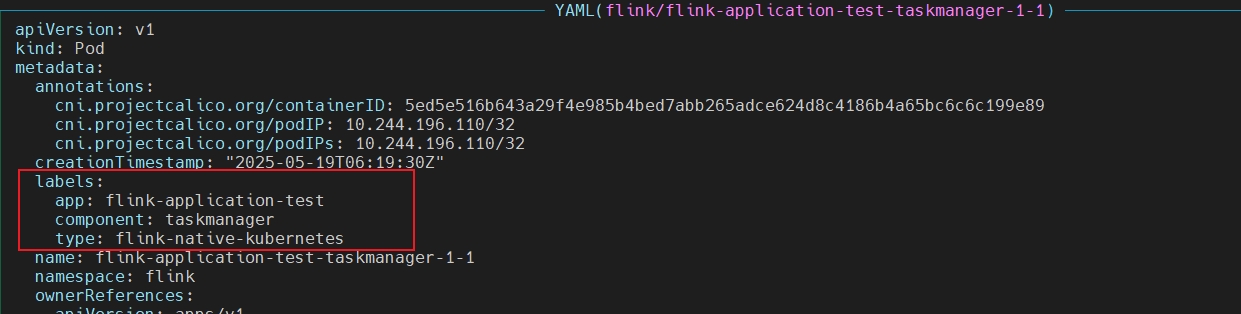 YAML(flink/flink-application-test-taskmanager-1-1)
apiVersion: v1
kind: Pod
metadata:
  annotations:
    cni.projectcalico.org/containerID: 5ed5e516b643a29f4e985b4bed7abb265adce624d8c4186b4a65bc6c6c199e89
    cni.projectcalico.org/podIP: 10.244.196.110/32
    cni.projectcalico.org/podIPs: 10.244.196.110/32
  creationTimestamp: "2025-05-19T06:19:30Z"
  labels:
    app: flink-application-test
    component: taskmanager
    type: flink-native-kubernetes
  name: flink-application-test-taskmanager-1-1
  namespace: flink
  ownerReferences:
    apiVersion: apps/v1